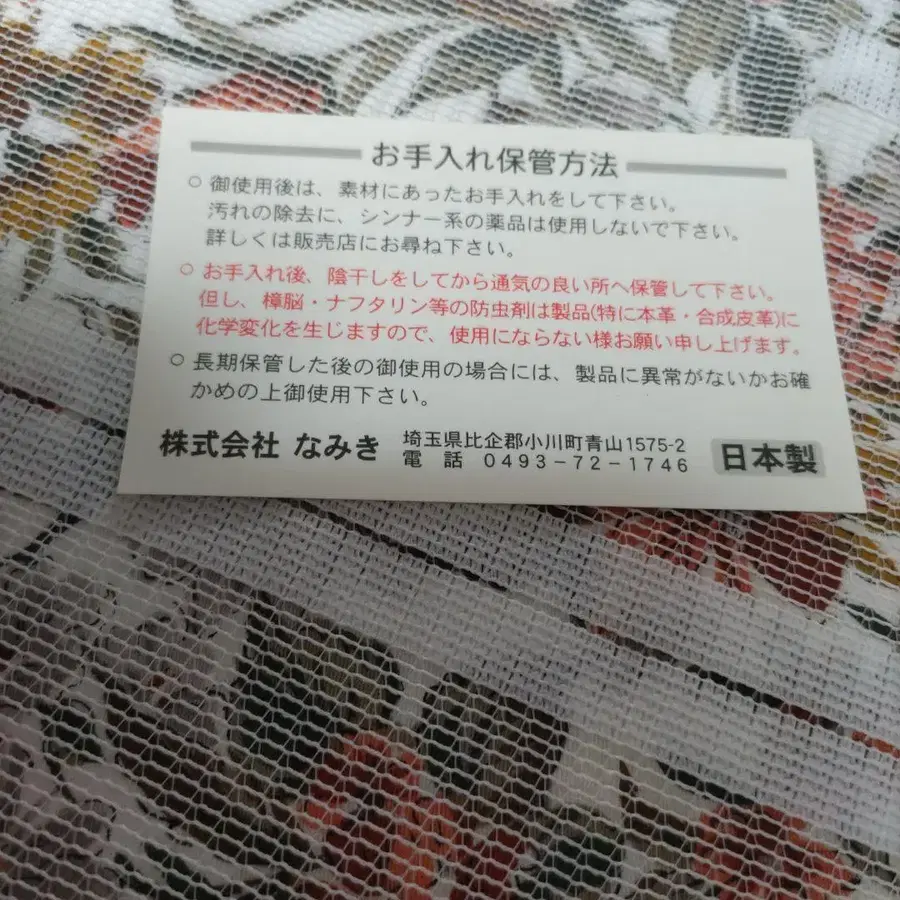 お手入れ保管方法
○ 御使用後は、素材にあったお手入れをして下さい。
汚れの除去に、シンナー系の薬品は使用しないで下さい。
詳しくは販売店にお尋ね下さい。
○ お手入れ後、陰干しをしてから通気の良い所へ保管して下さい。
但し、樟脳・ナフタリン等の防虫剤は製品(特に本革・合成皮革)に
化学変化を生じますので、使用にならない様お願い申し上げます。
○ 長期保管した後の御使用の場合には、製品に異常がないかお確
かめの上御使用下さい。
株式会社 なみき 埼玉県比企郡小川町青山1575-2
電話 0493-72-1746 日本製